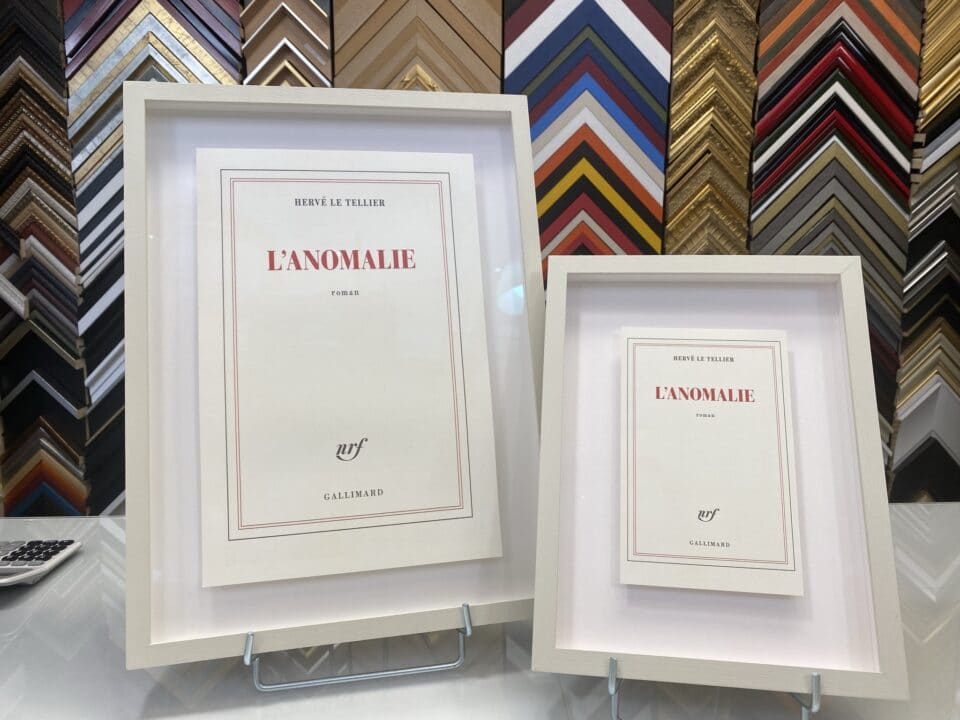 HERVÉ LE TELLIER
L'ANOMALIE
roman
nrf
GALLIMARD
HERVÉ LE TELLIER
L'ANOMALIE
roman
nrf
GALLIMARD